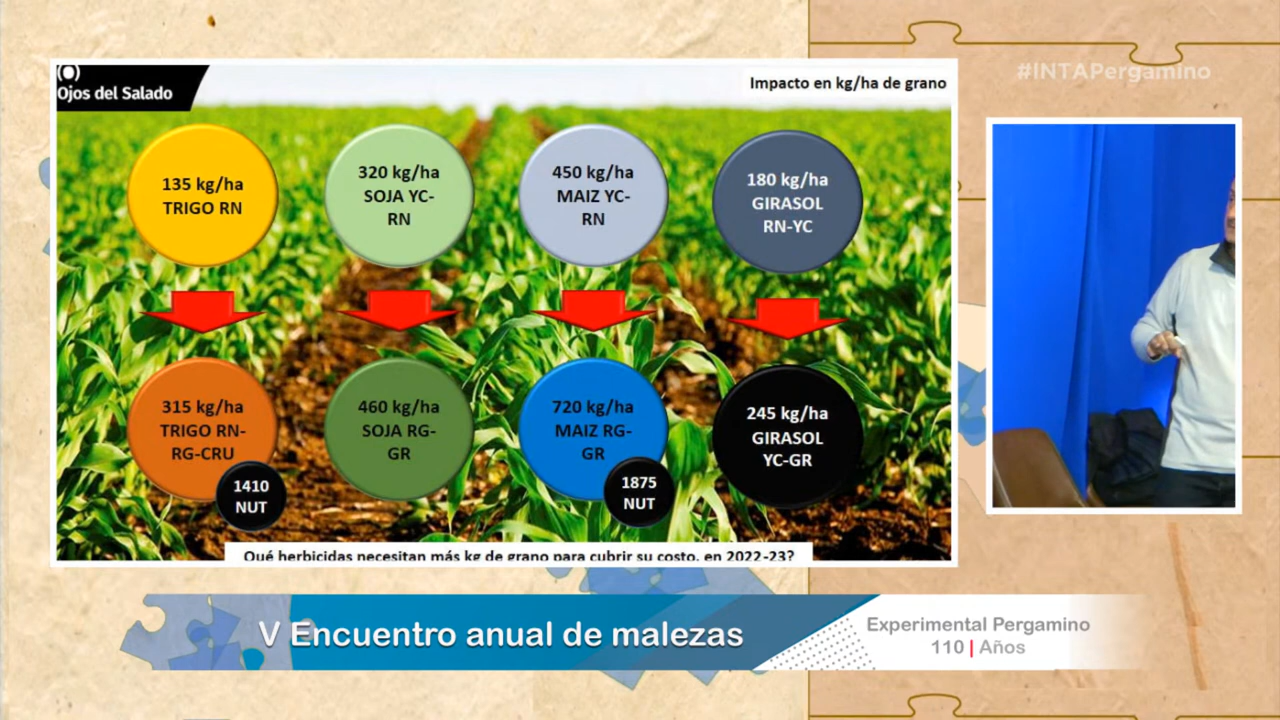 (O)
Ojos del Salado
Impacto en kg/ha de grano
#INTAPergamino
135 kg/ha
TRIGO RN
320 kg/ha
SOJA YC-
RN
450 kg/ha
MAIZ YC-
RN
180 kg/ha
GIRASOL
RN-YC
315 kg/ha
TRIGO RN-
RG-CRU
1410
NUT
460 kg/ha
SOJA RG-
GR
720 kg/ha
MAIZ RG-
GR
1875
NUT
245 kg/ha
GIRASOL
YC-GR
Qué herbicidas necesitan más kg de grano para cubrir su costo, en 2022-23?
V Encuentro anual de malezas
Experimental Pergamino
110 | Años